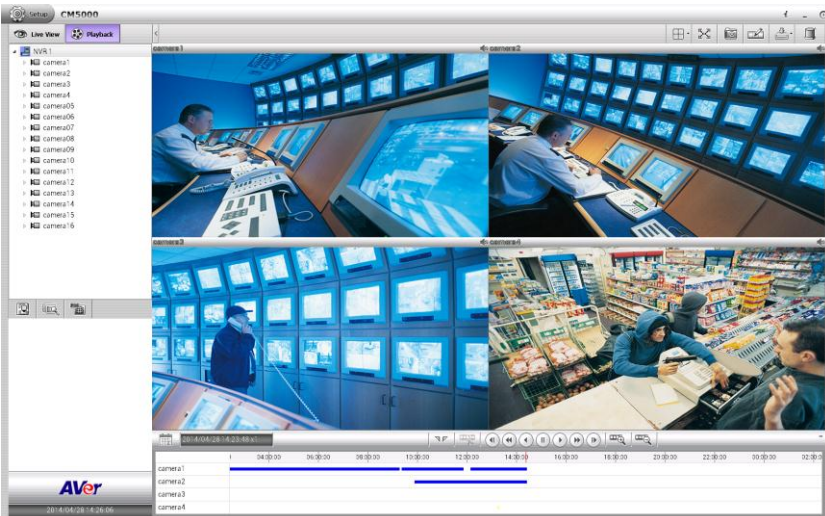 Setup CM5000
Live View Playback
NVR 1
camera1
camera2
camera3
camera4
camera05
camera06
camera07
camera08
camera09
camera10
camera11
camera12
camera13
camera14
camera15
camera16
camera1
camera2
camera3
camera4
2014/04/28 14:23:48 x1
04:00:00 06:00:00 08:00:00 10:00:00 12:00:00 14:00:00 16:00:00 18:00:00 20:00:00 22:00:00 00:00:00 02:00:0
camera1
camera2
camera3
camera4
AVer
2014/04/28 14:26:06